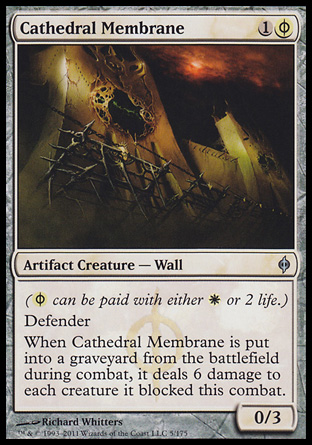 Cathedral Membrane 1
Artifact Creature — Wall
( can be paid with either or 2 life.)
Defender
When Cathedral Membrane is put
into a graveyard from the battlefield
during combat, it deals 6 damage to
each creature it blocked this combat.
Richard Whitters
™ & © 1993–2011 Wizards of the Coast LLC 5/175
0/3